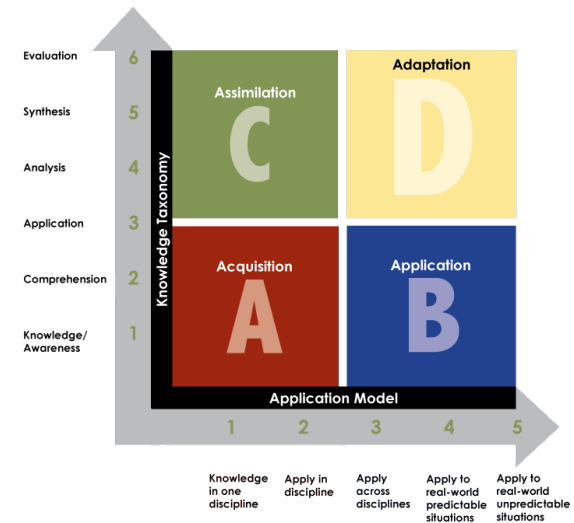 Evaluation 6
Synthesis 5
Analysis 4
Application 3
Comprehension 2
Knowledge/
Awareness 1
Knowledge Taxonomy
Assimilation
C
Adaptation
D
Acquisition
A
Application
B
Application Model
1 2 3 4 5
Knowledge
in one
discipline
Apply in
discipline
Apply
across
disciplines
Apply to
real-world
predictable
situations
Apply to
real-world
unpredictable
situations